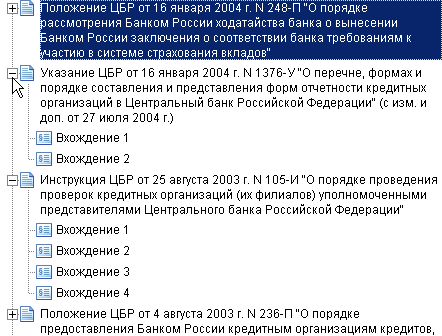 Положение ЦБР от 16 января 2004 г. N 248-П "О порядке
рассмотрения Банком России ходатайства банка о вынесении
Банком России заключения о соответствии банка требованиям к
участию в системе страхования вкладов"
Указание ЦБР от 16 января 2004 г. N 1376-У "О перечне, формах и
порядке составления и представления форм отчетности кредитных
организаций в Центральный банк Российской Федерации" (с изм. и
доп. от 27 июля 2004 г.)
Вхождение 1
Вхождение 2
Инструкция ЦБР от 25 августа 2003 г. N 105-И "О порядке проведения
проверок кредитных организаций (их филиалов) уполномоченными
представителями Центрального банка Российской Федерации"
Вхождение 1
Вхождение 2
Вхождение 3
Вхождение 4
Положение ЦБР от 4 августа 2003 г. N 236-П "О порядке
предоставления Банком России кредитным организациям кредитов,